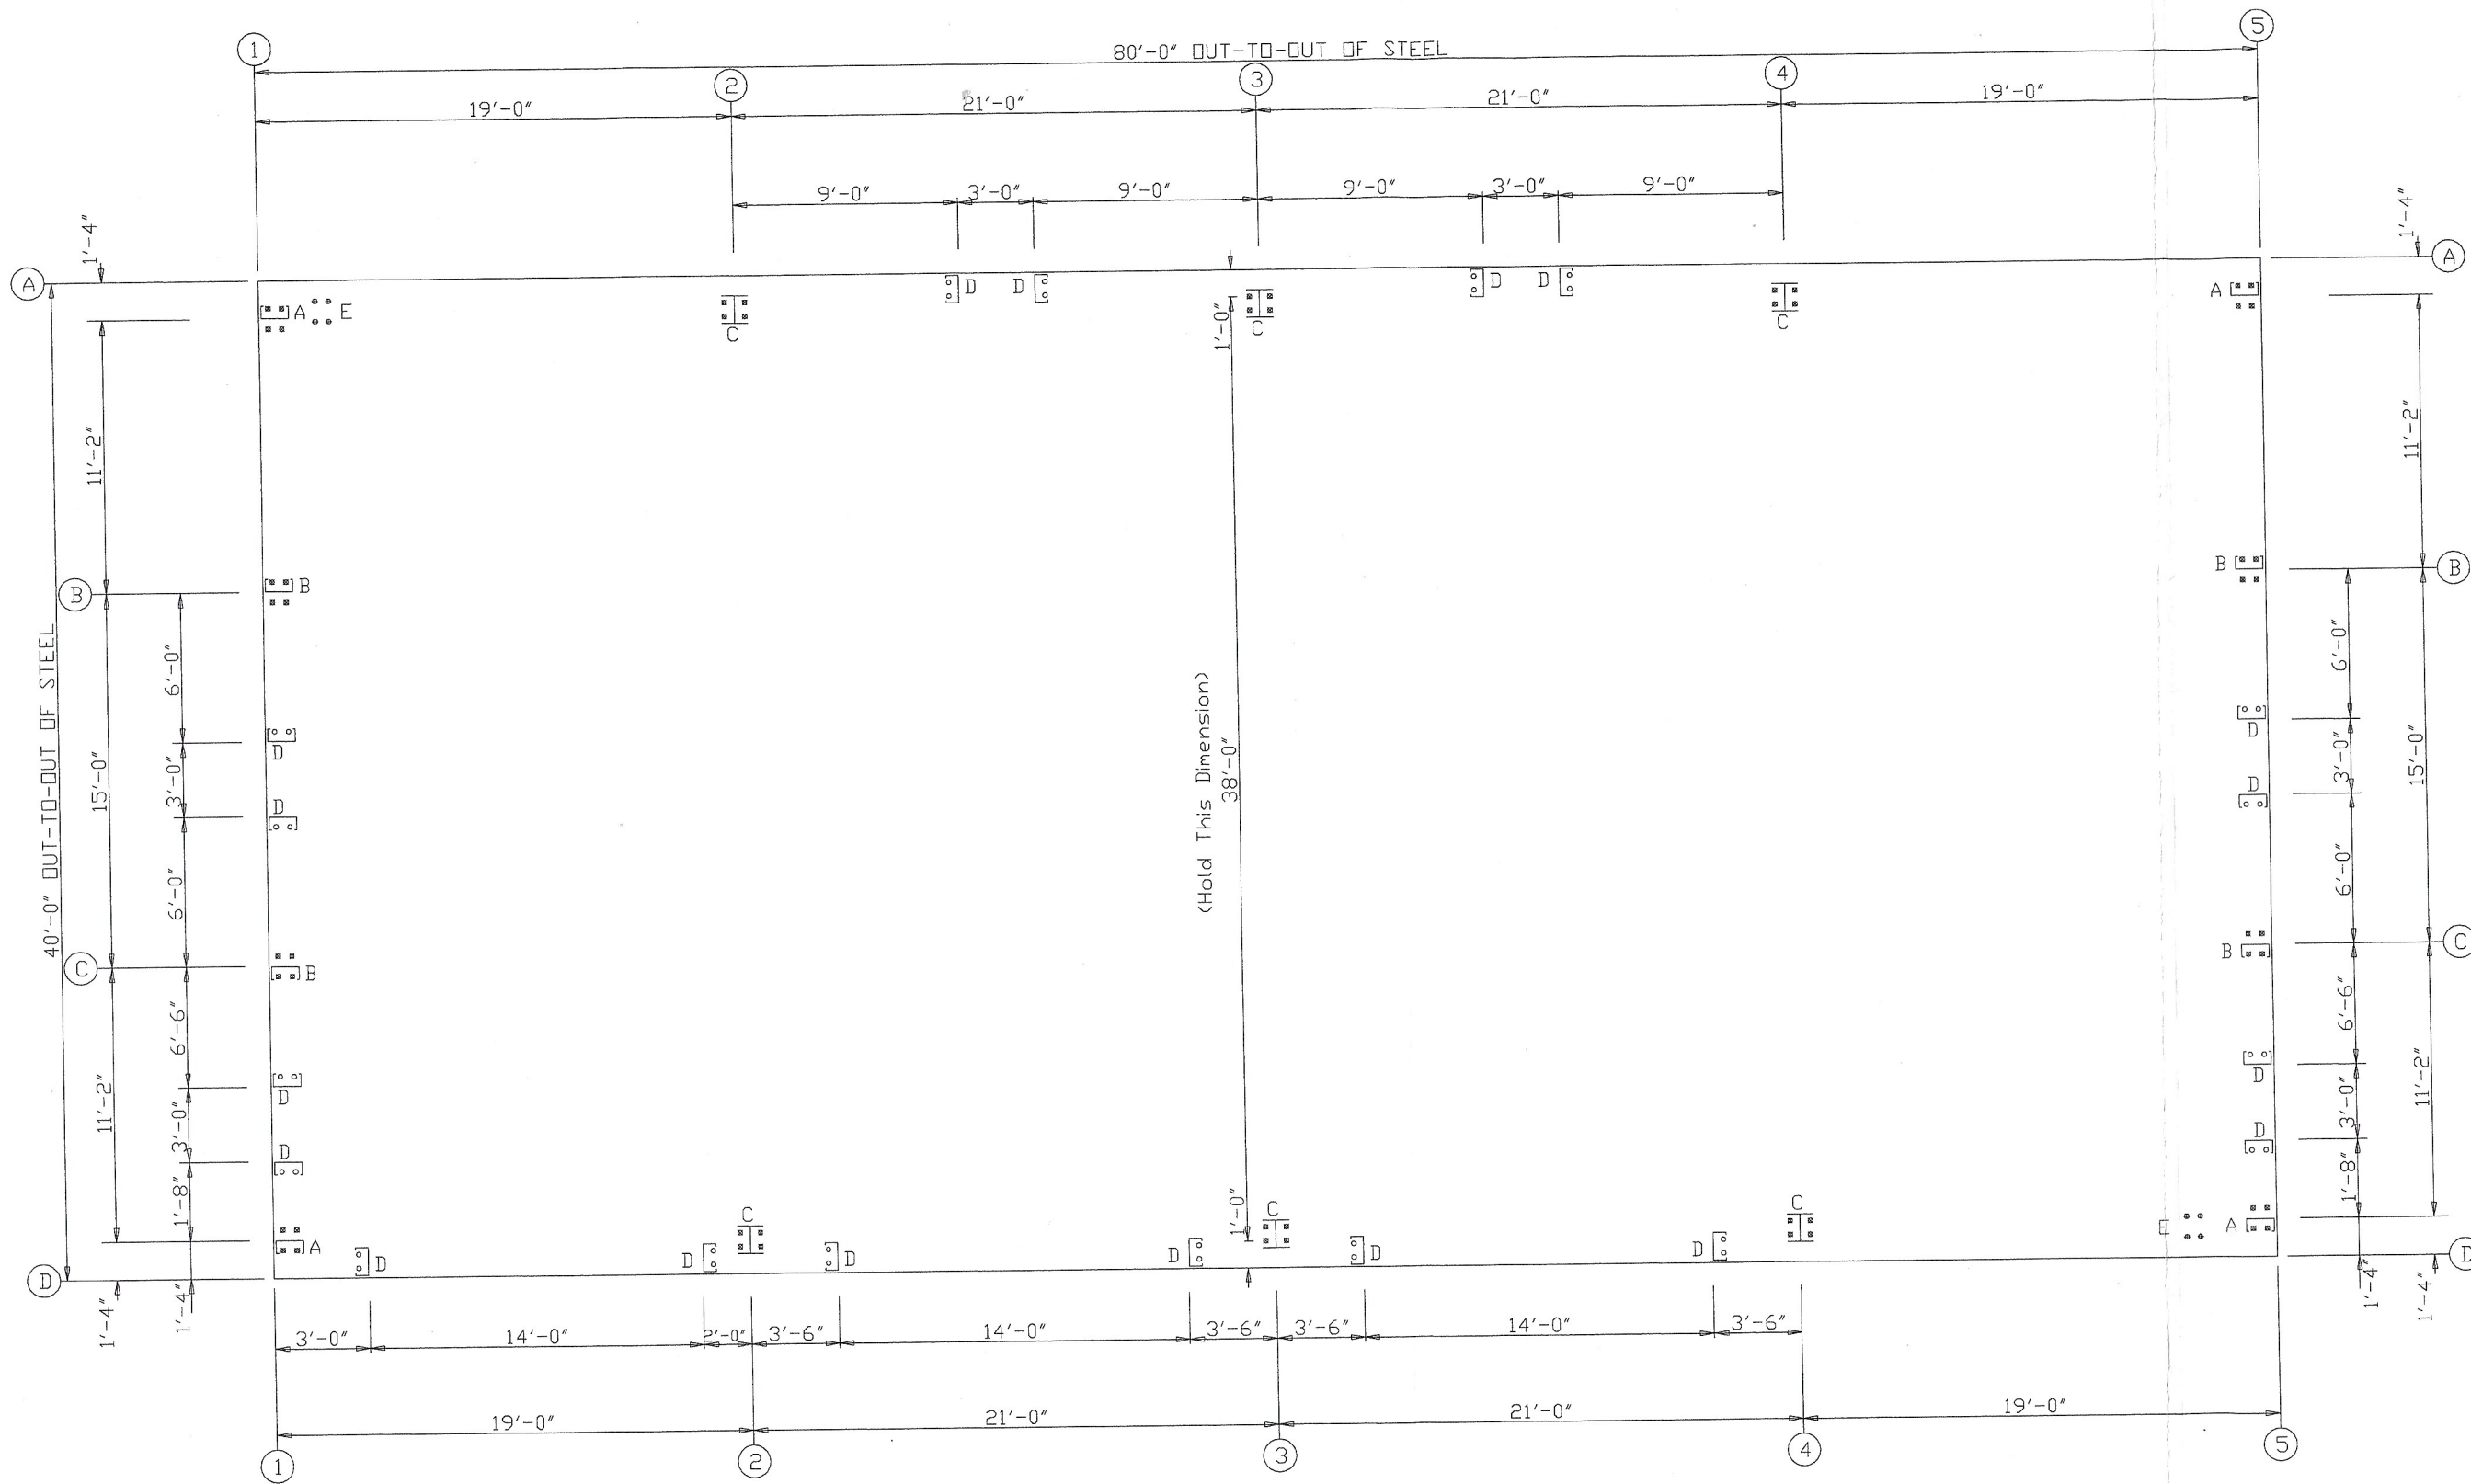 1
5
80'-0" OUT-TO-OUT OF STEEL
2
3
4
19'-0"
21'-0"
21'-0"
19'-0"
9'-0"
3'-0"
9'-0"
9'-0"
3'-0"
9'-0"
1'-4"
1'-4"
A
A
D
D
D
D
A
E
C
C
C
A
1'-0"
11'-2"
11'-2"
B
B
B
B
40'-0" OUT-TO-OUT OF STEEL
6'-0"
6'-0"
15'-0"
15'-0"
D
D
3'-0"
3'-0"
D
D
(Hold This Dimension)
38'-0"
6'-0"
6'-0"
C
B
B
C
6'-6"
6'-6"
11'-2"
11'-2"
D
D
3'-0"
3'-0"
D
D
1'-8"
1'-8"
C
C
C
1'-0"
A
E
A
D
D
D
D
D
D
D
D
1'-4"
1'-4"
1'-4"
1'-4"
3'-0"
14'-0"
2'-0"
3'-6"
14'-0"
3'-6"
3'-6"
14'-0"
3'-6"
19'-0"
21'-0"
21'-0"
19'-0"
1
2
3
4
5